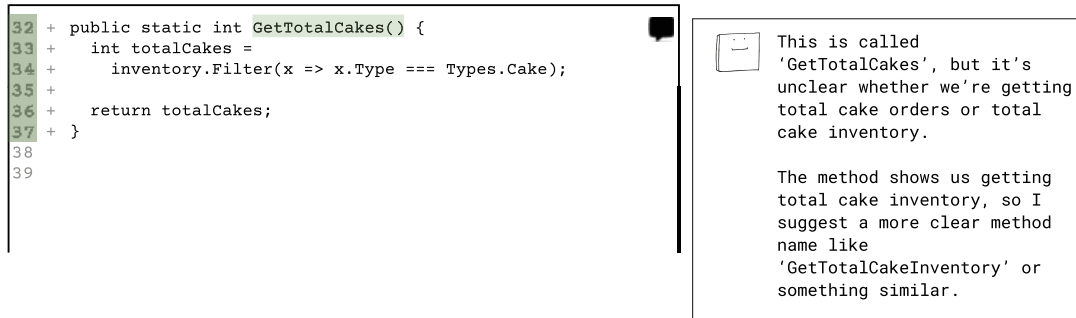 32 + public static int GetTotalCakes() {
33 + int totalCakes =
34 + inventory.Filter(x => x.Type === Types.Cake);
35 +
36 + return totalCakes;
37 + }
38
39
This is called
‘GetTotalCakes’, but it’s
unclear whether we’re getting
total cake orders or total
cake inventory.
The method shows us getting
total cake inventory, so I
suggest a more clear method
name like
‘GetTotalCakeInventory’ or
something similar.